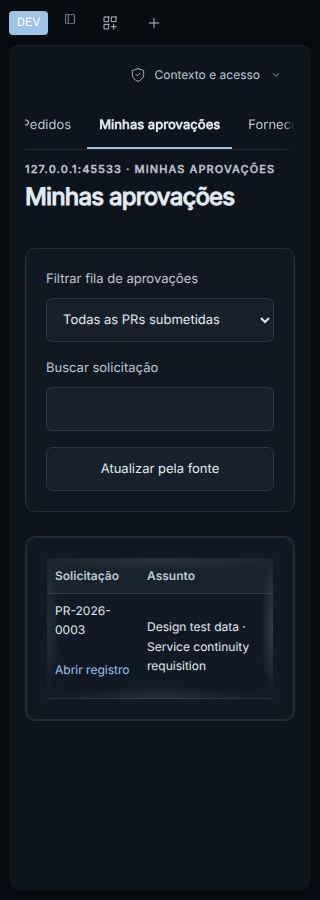 DEV
Contexto e acesso
Pedidos
Minhas aprovações
Fornec
127.0.0.1:45533 · MINHAS APROVAÇÕES
Minhas aprovações
Filtrar fila de aprovações
Todas as PRs submetidas
Buscar solicitação
Atualizar pela fonte
Solicitação Assunto
PR-2026-
0003
Abrir registro
Design test data ·
Service continuity
requisition